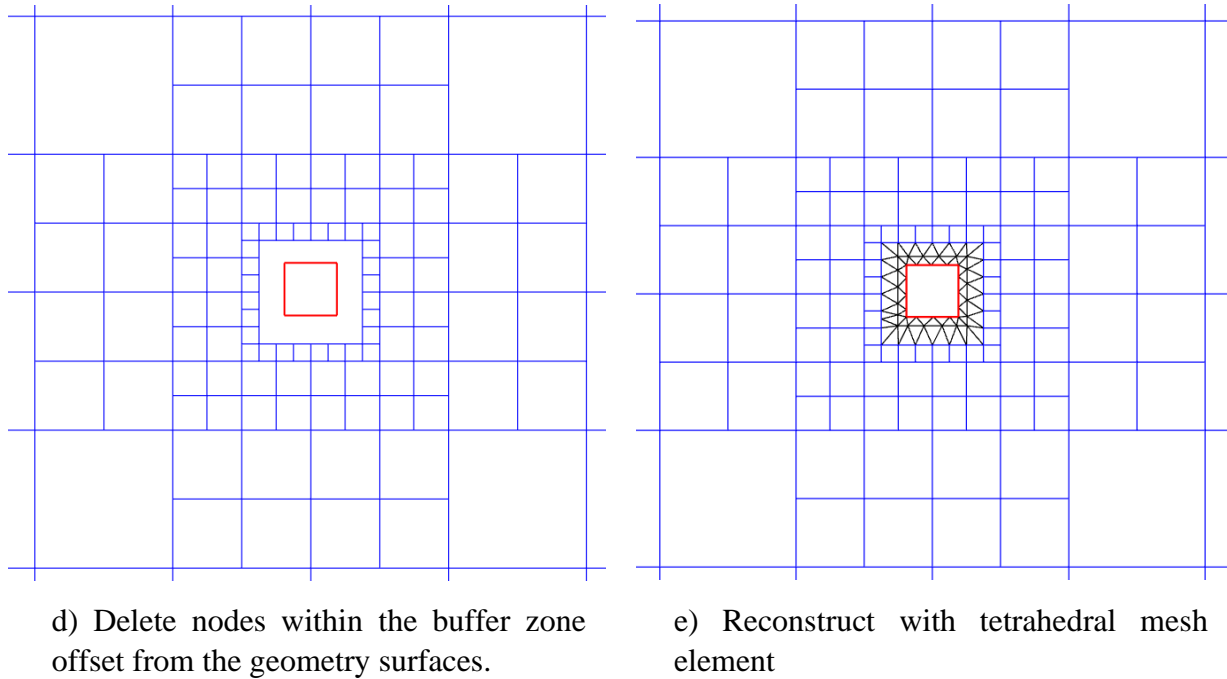 d) Delete nodes within the buffer zone
offset from the geometry surfaces.
e) Reconstruct with tetrahedral mesh
element